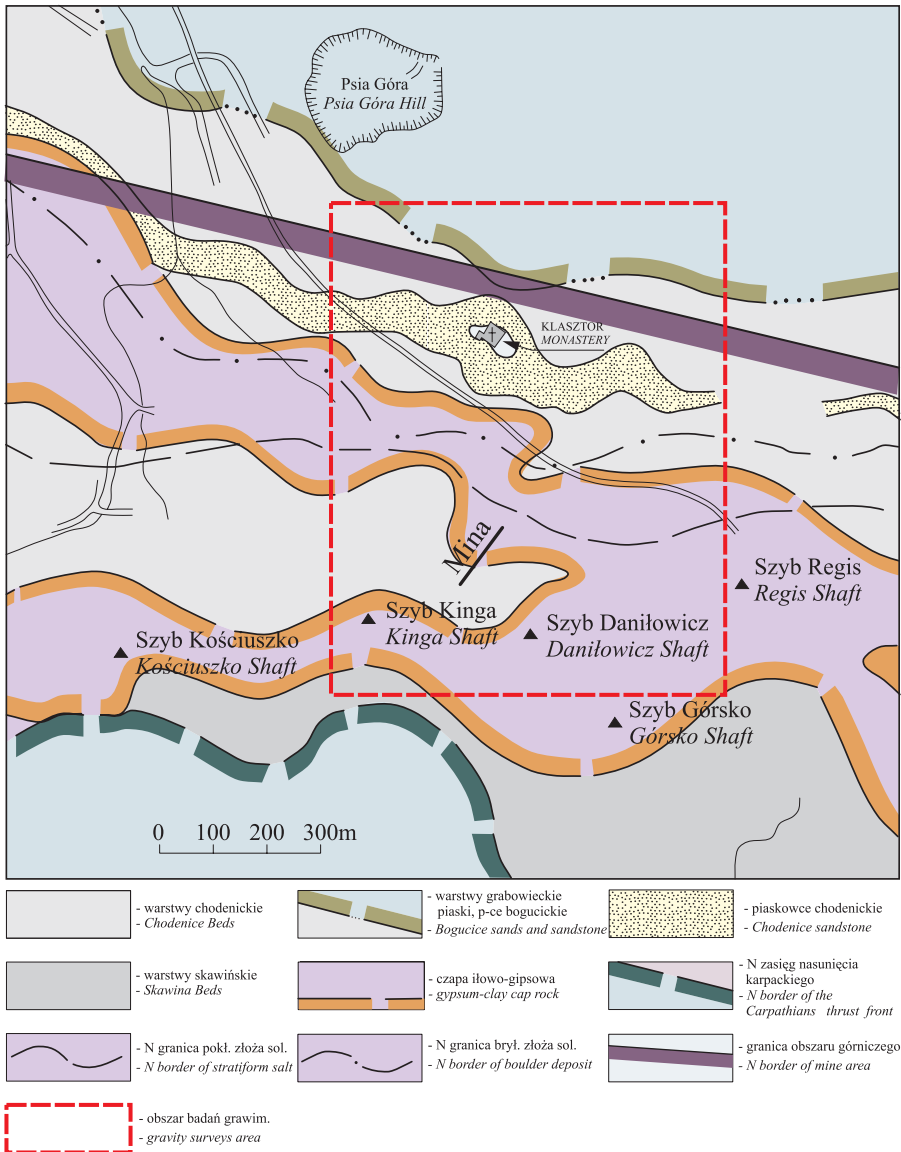 Psia Góra
Psia Góra Hill
KLASZTOR
MONASTERY
Mina
Szyb Regis
Regis Shaft
Szyb Kinga
Kinga Shaft
Szyb Daniłowicz
Daniłowicz Shaft
Szyb Kościuszko
Kościuszko Shaft
Szyb Górsko
Górsko Shaft
0 100 200 300m
- warstwy chodenickie
- Chodenice Beds
- warstwy grabowieckie
piaski, p-ce bogucickie
- Bogucice sands and sandstone
- piaskowce chodenickie
- Chodenice sandstone
- warstwy skawińskie
- Skawina Beds
- czapa iłowo-gipsowa
- gypsum-clay cap rock
- N zasięg nasunięcia
karpackiego
- N border of the
Carpathians thrust front
- N granica pokł. złoża sol.
- N border of stratiform salt
- N granica brył. złoża sol.
- N border of boulder deposit
- granica obszaru górniczego
- N border of mine area
- obszar badań grawim.
- gravity surveys area